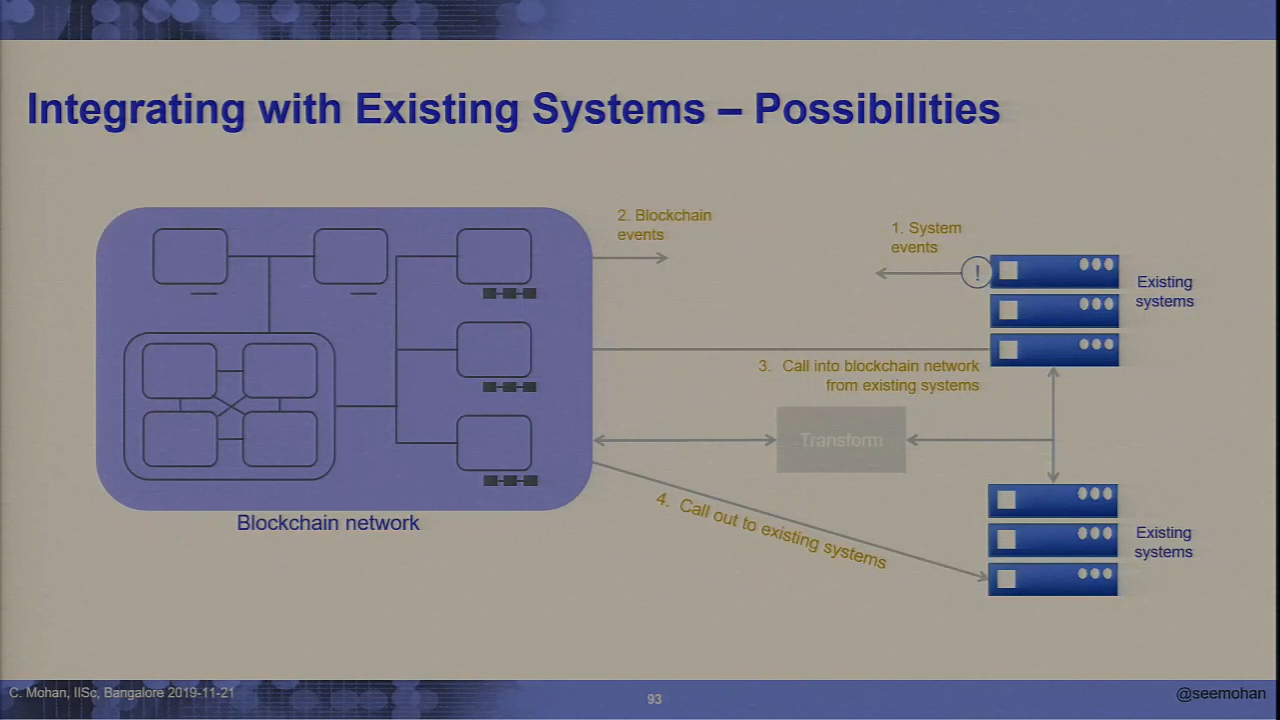 Integrating with Existing Systems – Possibilities
2. Blockchain
events
1. System
events
!
Existing
systems
3. Call into blockchain network
from existing systems
Transform
4. Call out to existing systems
Existing
systems
Blockchain network
C. Mohan, IISc, Bangalore 2019-11-21
93
@seemohan